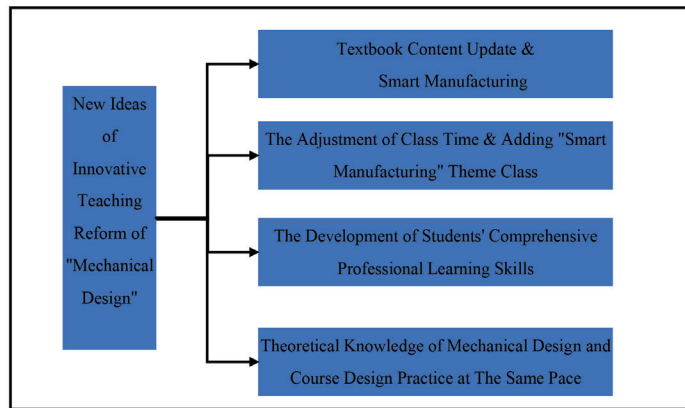 New Ideas
of
Innovative
Teaching
Reform of
"Mechanical
Design"
Textbook Content Update &
Smart Manufacturing
The Adjustment of Class Time & Adding "Smart
Manufacturing" Theme Class
The Development of Students' Comprehensive
Professional Learning Skills
Theoretical Knowledge of Mechanical Design and
Course Design Practice at The Same Pace